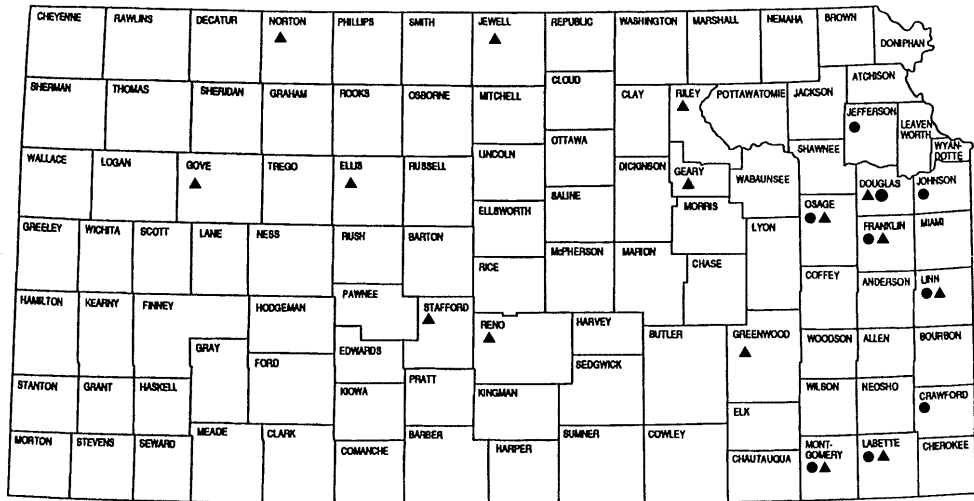 CHEYENNE RAWLINS DECATUR NORTON PHILLIPS SMITH JEWELL REPUBLIC WASHINGTON MARSHALL NEMAHA BROWN
DONIPHAN
SHERMAN THOMAS SHERIDAN GRAHAM ROOKS OSBORNE MITCHELL CLOUD CLAY RILEY POTTAWATOMIE JACKSON ATCHISON
JEFFERSON
LEAVEN
WORTH
WALLACE LOGAN GOVE TREGO ELLIS RUSSELL LINCOLN OTTAWA DICKINSON GEARY WABAUNSEE SHAWNEE WYAN-
DOTTE
DOUGLAS JOHNSON
GREELEY WICHITA SCOTT LANE NESS RUSH BARTON ELLSWORTH SALINE MORRIS LYON OSAGE FRANKLIN MIAMI
RICE McPHERSON MARION CHASE COFFEY ANDERSON LINN
HAMILTON KEARNY FINNEY HODGEMAN PAWNEE STAFFORD RENO HARVEY BUTLER GREENWOOD WOODSON ALLEN BOURBON
GRAY FORD EDWARDS SEDGWICK
STANTON GRANT HASKELL KIOWA PRATT KINGMAN ELK WILSON NEOSHO CRAWFORD
MORTON STEVENS SEWARD MEADE CLARK COMANCHE BARBER HARPER SUMNER COWLEY CHAUTAUQUA MONT-
GOMERY LABETTE CHEROKEE